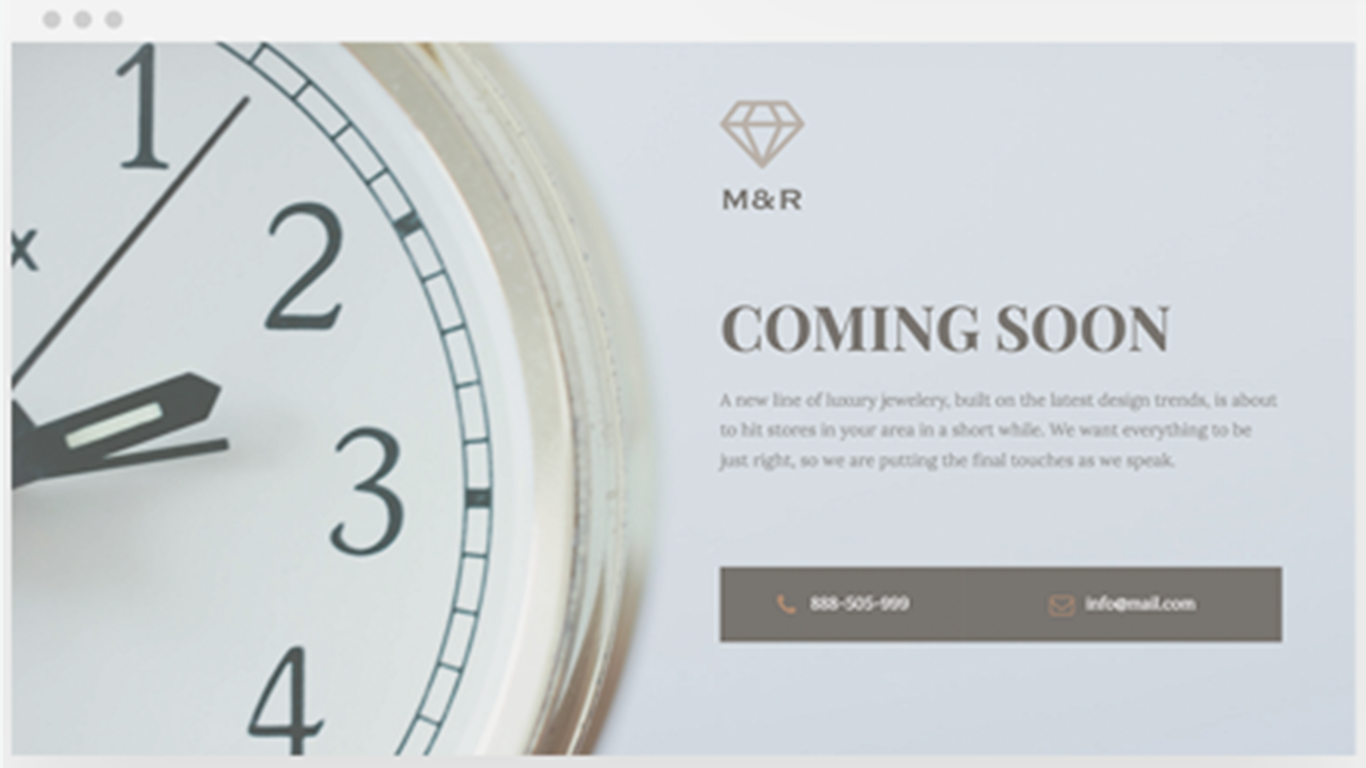 1
2
x
3
4
M&R
COMING SOON
A new line of luxury jewelery, built on the latest design trends, is about
to hit stores in your area in a short while. We want everything to be
just right, so we are putting the final touches as we speak.
888-505-999
info@mail.com